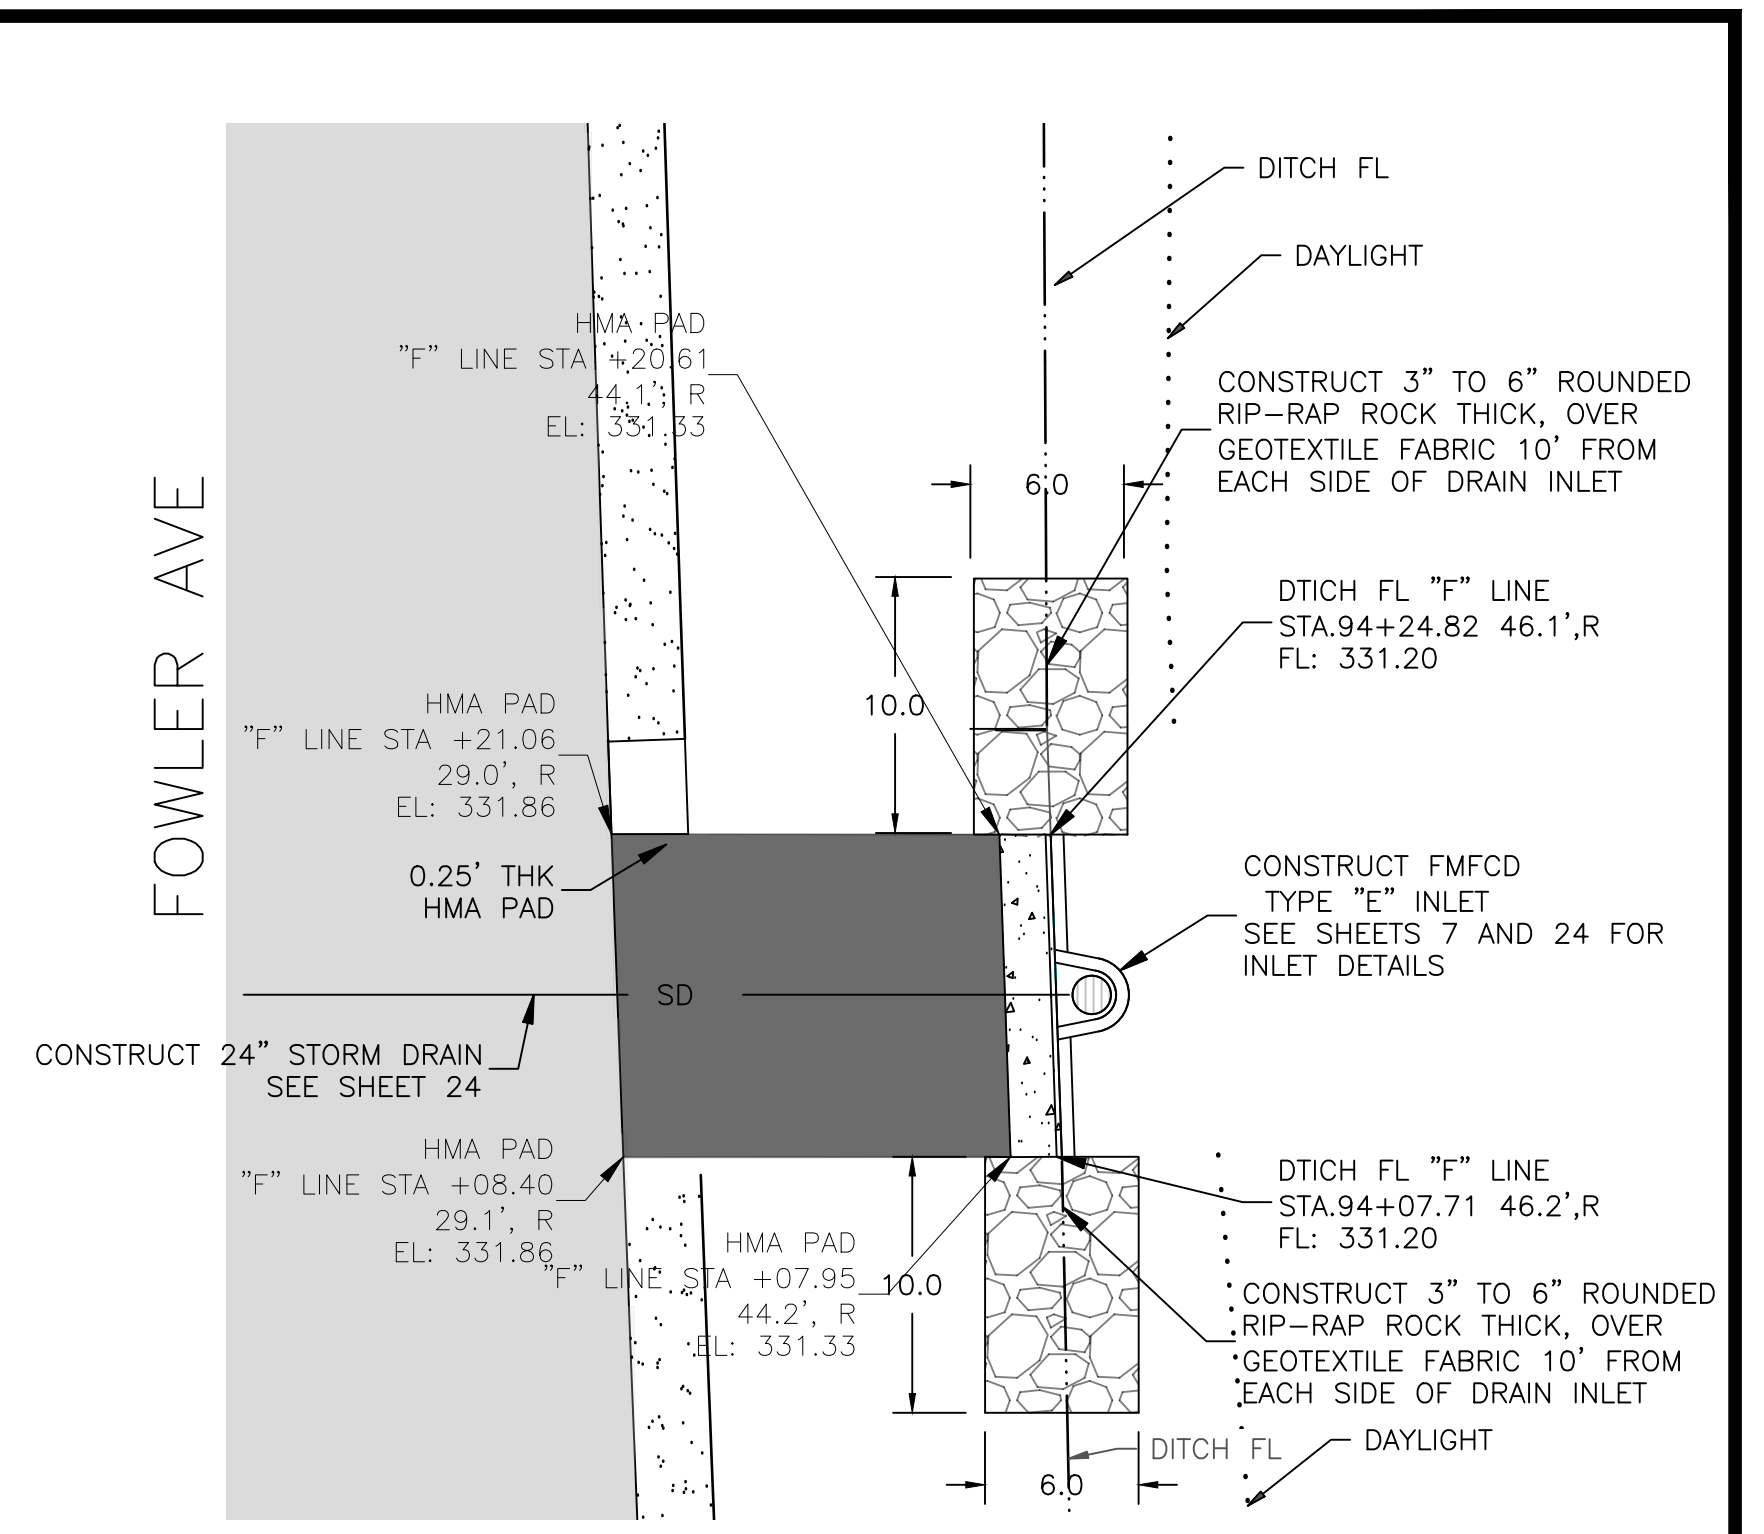 DITCH FL
DAYLIGHT
HMA PAD
"F" LINE STA +20.61
44.1', R
EL: 331.33
CONSTRUCT 3" TO 6" ROUNDED
RIP-RAP ROCK THICK, OVER
GEOTEXTILE FABRIC 10' FROM
EACH SIDE OF DRAIN INLET
6.0
FOWLER AVE
DTICH FL "F" LINE
STA.94+24.82 46.1',R
FL: 331.20
10.0
HMA PAD
"F" LINE STA +21.06
29.0', R
EL: 331.86
0.25' THK
HMA PAD
CONSTRUCT FMFCD
TYPE "E" INLET
SEE SHEETS 7 AND 24 FOR
INLET DETAILS
SD
CONSTRUCT 24" STORM DRAIN
SEE SHEET 24
HMA PAD
"F" LINE STA +08.40
29.1', R
EL: 331.86
DTICH FL "F" LINE
STA.94+07.71 46.2',R
FL: 331.20
HMA PAD
"F" LINE STA +07.95
44.2', R
EL: 331.33
10.0
CONSTRUCT 3" TO 6" ROUNDED
RIP-RAP ROCK THICK, OVER
GEOTEXTILE FABRIC 10' FROM
EACH SIDE OF DRAIN INLET
DITCH FL
DAYLIGHT
6.0